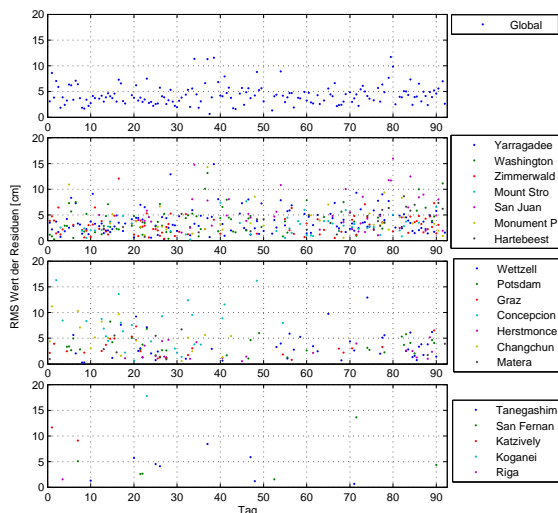 20
15
10
5
0
0 10 20 30 40 50 60 70 80 90
Global
RMS Wert der Residuen [cm]
20
15
10
5
0
0 10 20 30 40 50 60 70 80 90
Yarragadee
Washington
Zimmerwald
Mount Stro
San Juan
Monument P
Hartebeest
20
15
10
5
0
0 10 20 30 40 50 60 70 80 90
Wettzell
Potsdam
Graz
Concepcion
Herstmonce
Changchun
Matera
20
15
10
5
0
0 10 20 30 40 50 60 70 80 90
Tag
Tanegashim
San Fernan
Katzively
Koganei
Riga